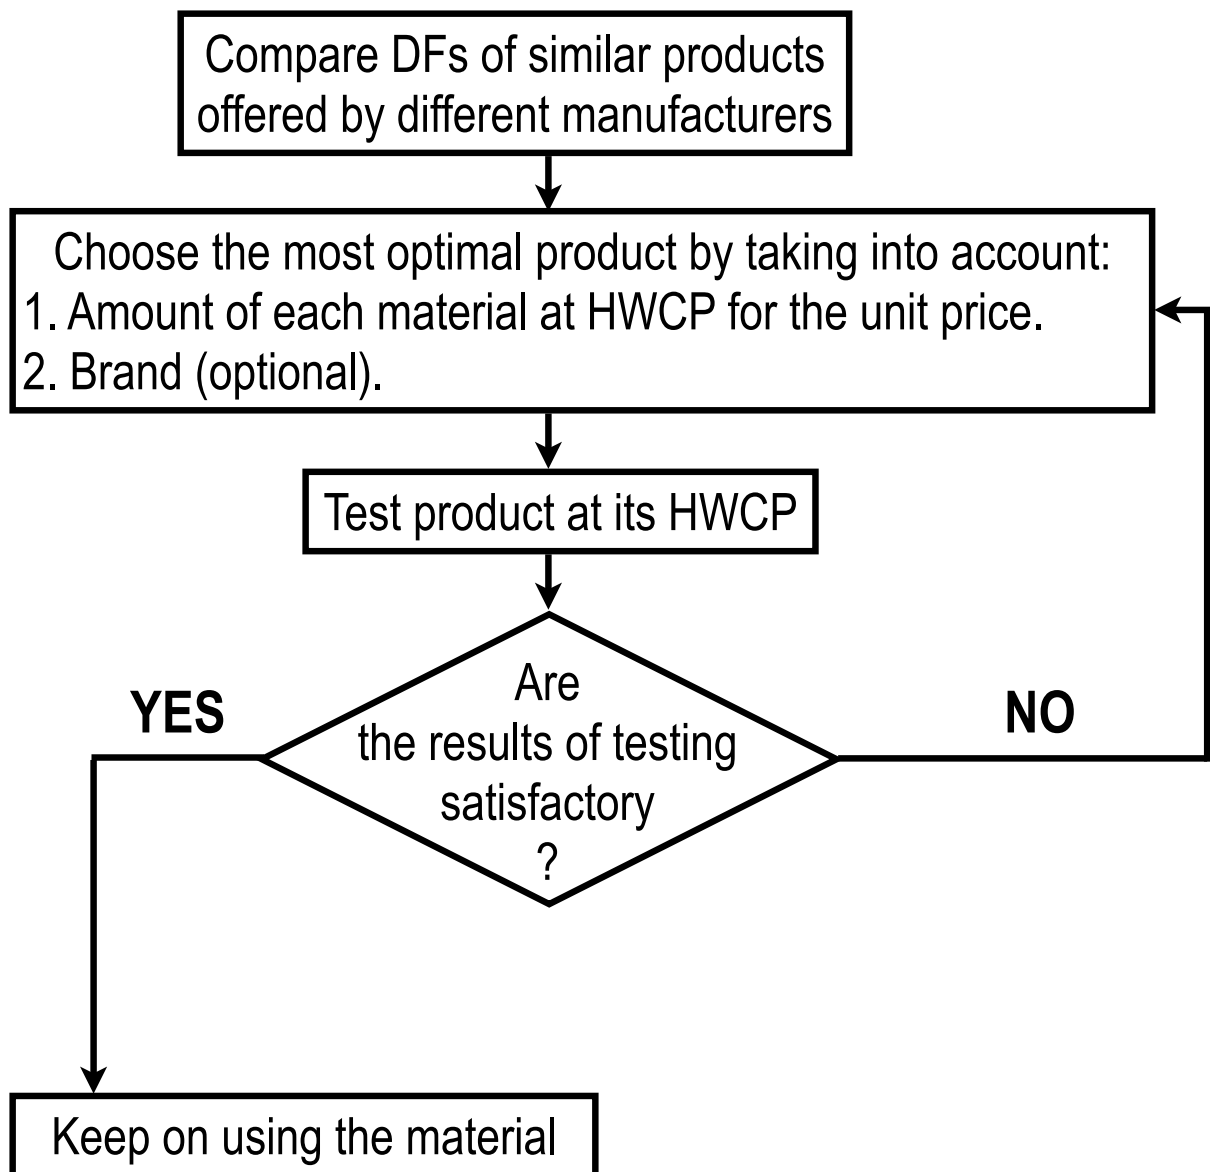 Compare DFs of similar products
offered by different manufacturers
Choose the most optimal product by taking into account:
1. Amount of each material at HWCP for the unit price.
2. Brand (optional).
Test product at its HWCP
Are
the results of testing
satisfactory
?
YES
NO
Keep on using the material